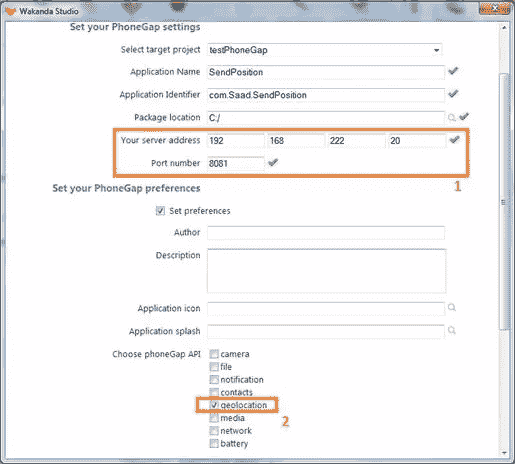 Wakanda Studio
Set your PhoneGap settings
Select target project testPhoneGap
Application Name SendPosition
Application Identifier com.Saad.SendPosition
Package location C:/
Your server address 192 168 222 20
Port number 8081
1
Set your PhoneGap preferences
Set preferences
Author
Description
Application icon
Application splash
Choose phoneGap API camera
file
notification
contacts
geolocation
2
media
network
battery